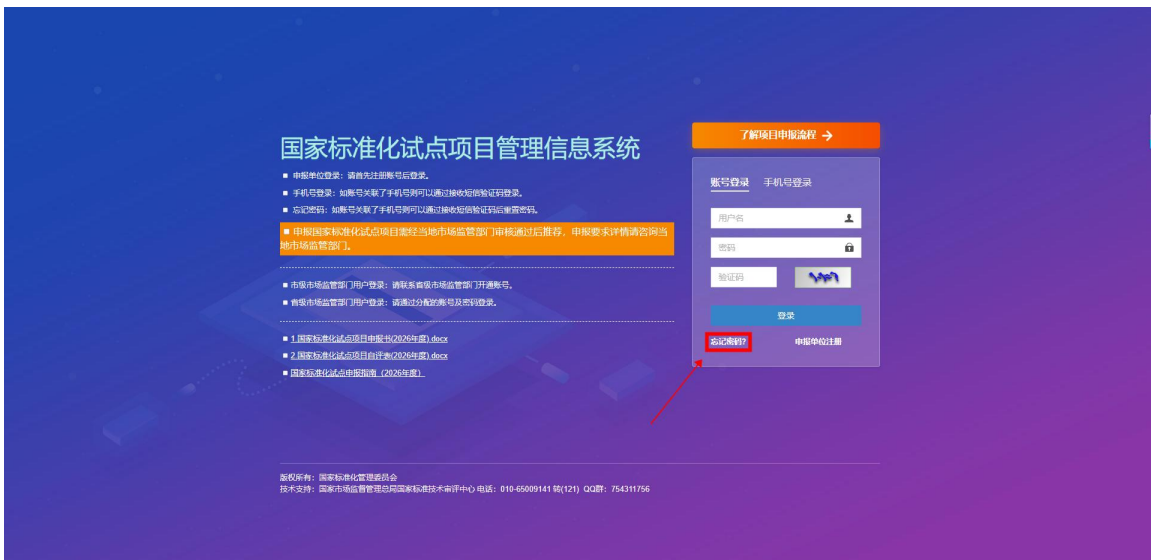 了解项目申报流程 →
国家标准化试点项目管理信息系统
■ 申报单位登录：请首先注册账号后登录。
■ 手机号登录：如账号关联了手机号则可以通过接收短信验证码登录。
■ 忘记密码：如账号关联了手机号则可以通过接收短信验证码后重置密码。
■ 申报国家标准化试点项目需经当地市场监管部门审核通过后推荐，申报要求详情请咨询当
地市场监管部门。
■ 市级市场监管部门用户登录：请联系省级市场监管部门开通账号。
■ 省级市场监管部门用户登录：请通过分配的账号及密码登录。
■ 1.国家标准化试点项目申报书(2026年度).docx
■ 2.国家标准化试点项目自评表(2026年度).docx
■ 国家标准化试点申报指南（2026年度）
账号登录 手机号登录
用户名
密码
验证码
登录
忘记密码? 申报单位注册
版权所有：国家标准化管理委员会
技术支持：国家市场监督管理总局国家标准技术审评中心 电话：010-65009141 转(121) QQ群：754311756